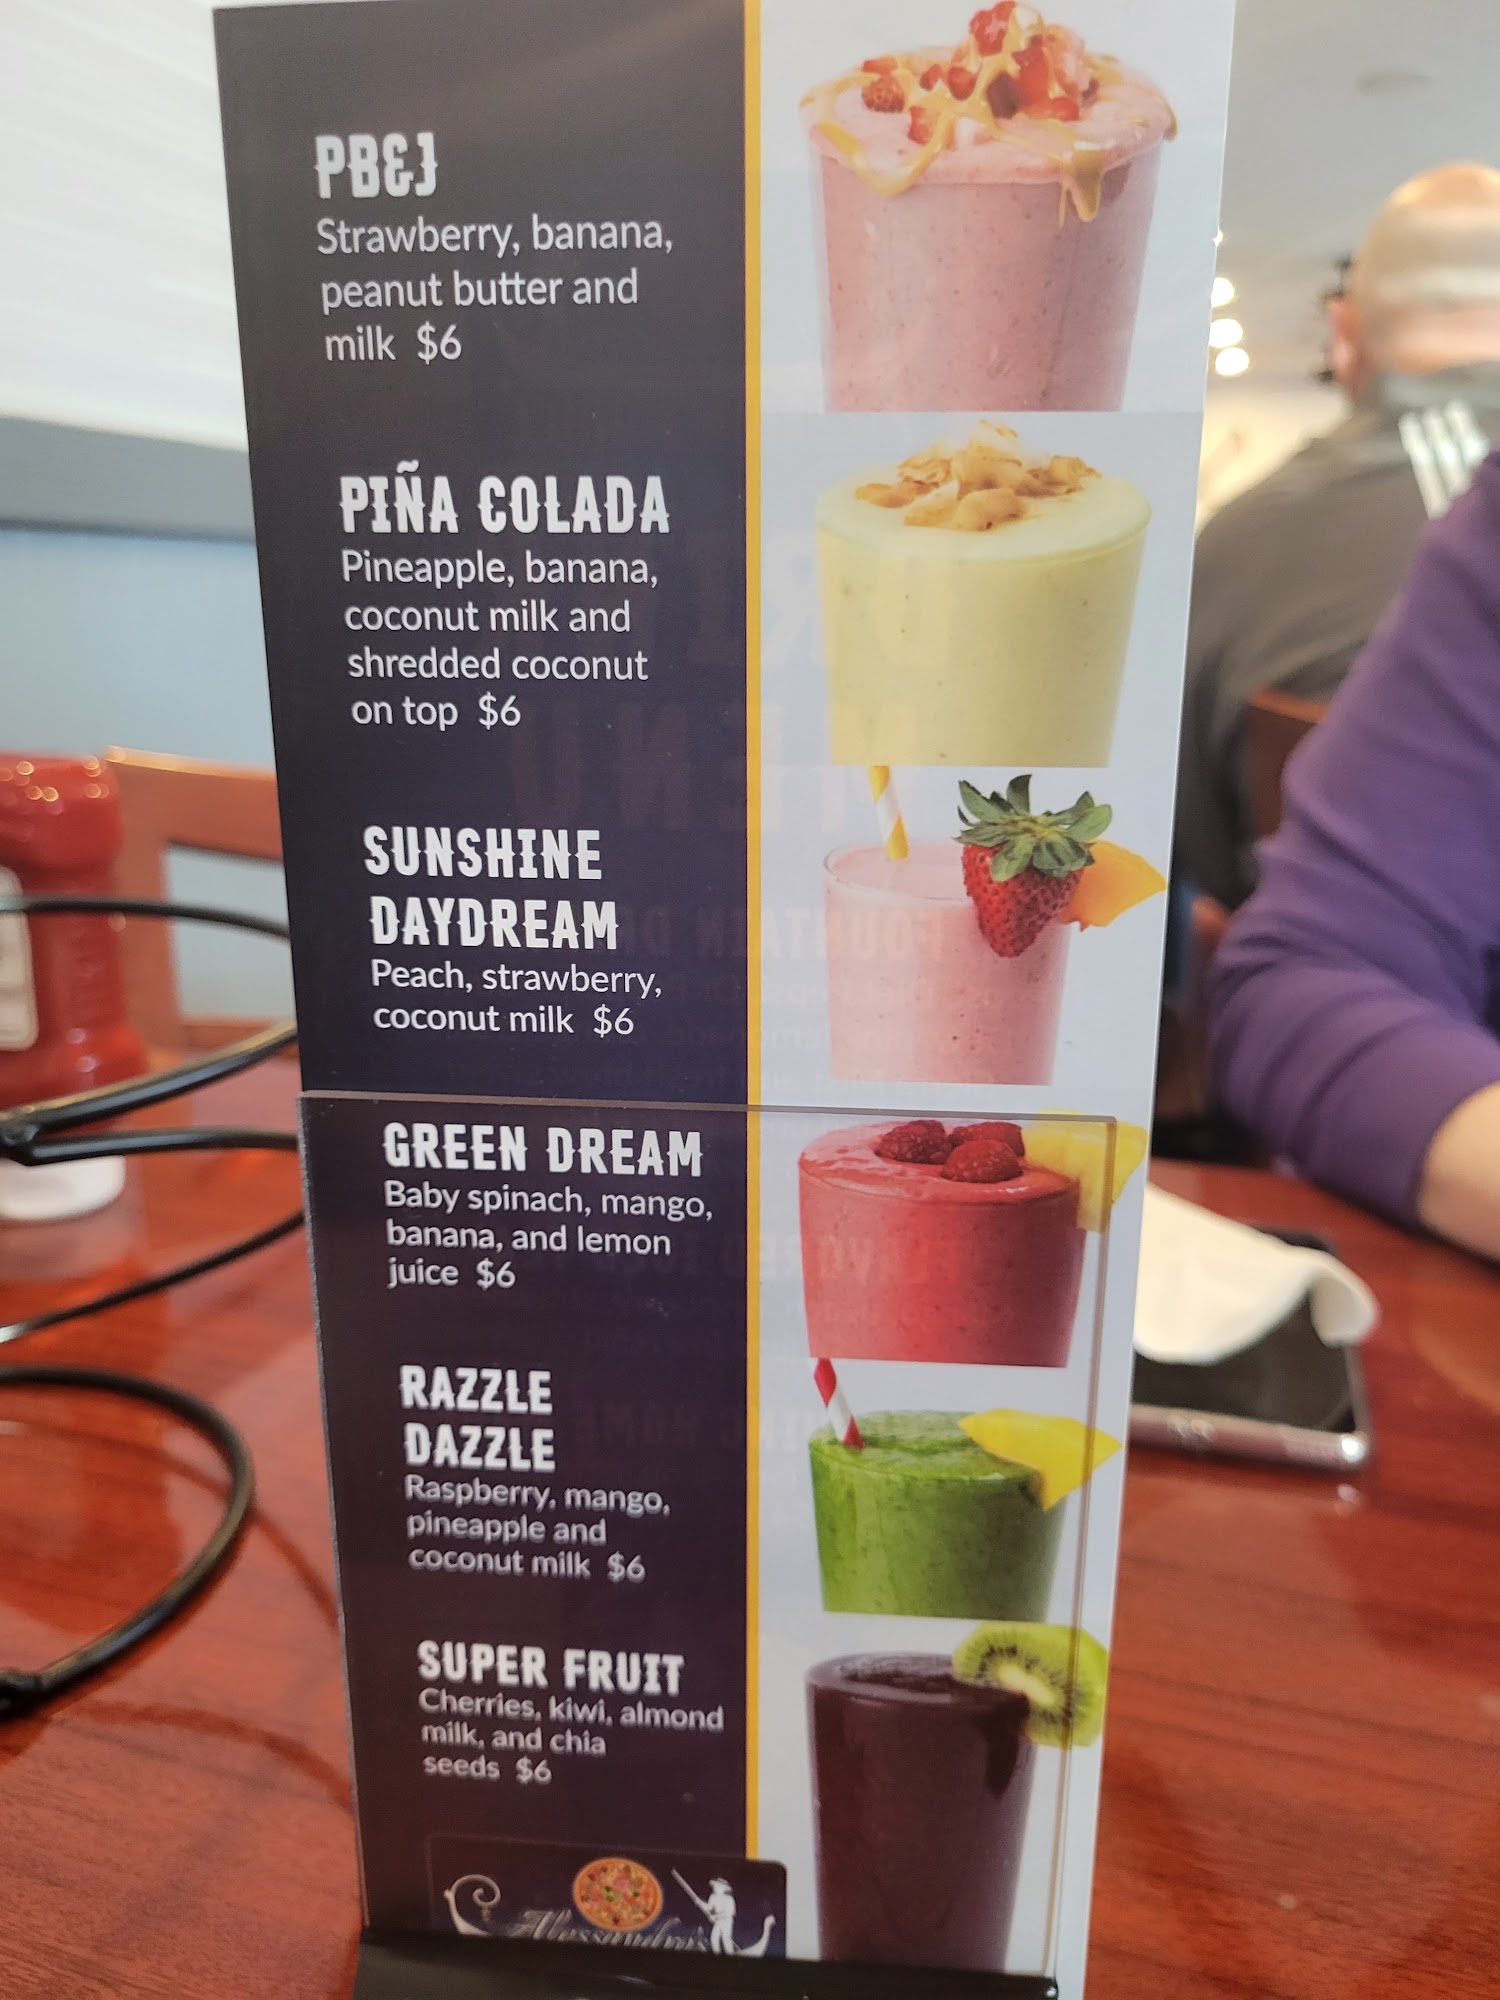 PB&J
Strawberry, banana,
peanut butter and
milk $6
PIÑA COLADA
Pineapple, banana,
coconut milk and
shredded coconut
on top $6
SUNSHINE
DAYDREAM
Peach, strawberry,
coconut milk $6
GREEN DREAM
Baby spinach, mango,
banana, and lemon
juice $6
RAZZLE
DAZZLE
Raspberry, mango,
pineapple and
coconut milk $6
SUPER FRUIT
Cherries, kiwi, almond
milk, and chia
seeds $6
Alessandro's